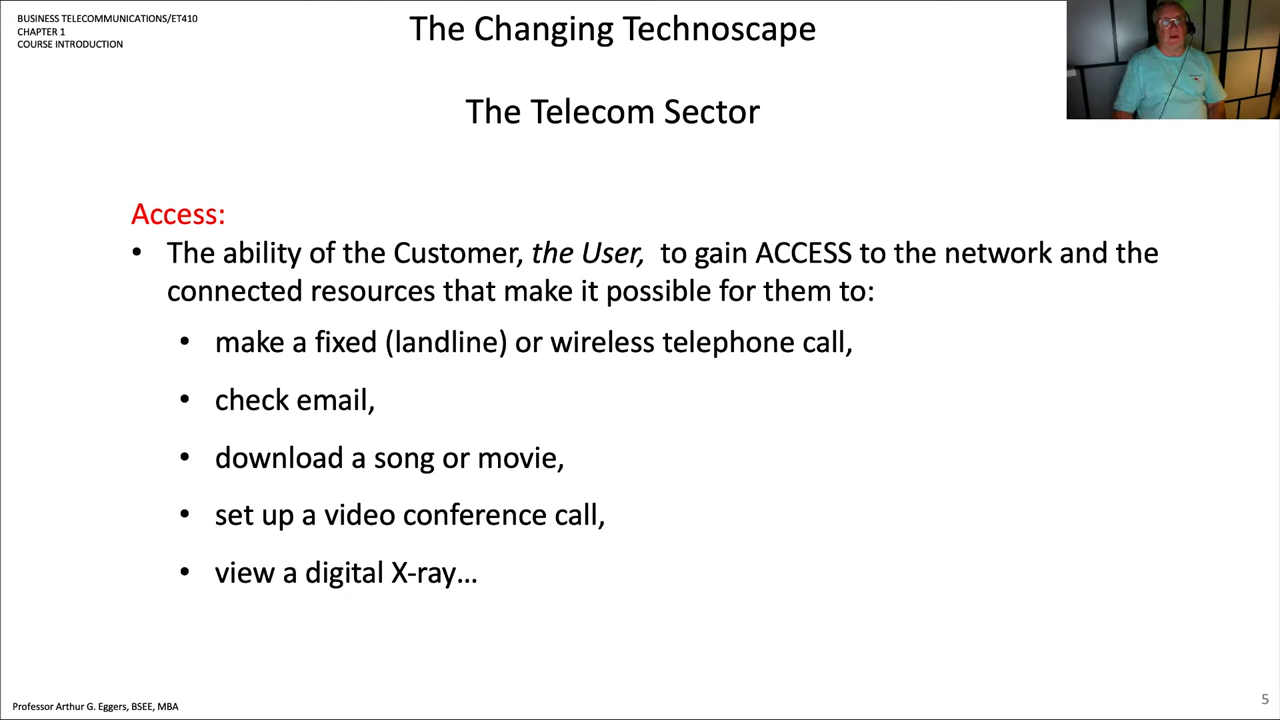 BUSINESS TELECOMMUNICATIONS/ET410
CHAPTER 1
COURSE INTRODUCTION
The Changing Technoscape
The Telecom Sector
Access:
• The ability of the Customer, the User, to gain ACCESS to the network and the
connected resources that make it possible for them to:
• make a fixed (landline) or wireless telephone call,
• check email,
• download a song or movie,
• set up a video conference call,
• view a digital X-ray...
Professor Arthur G. Eggers, BSEE, MBA
5